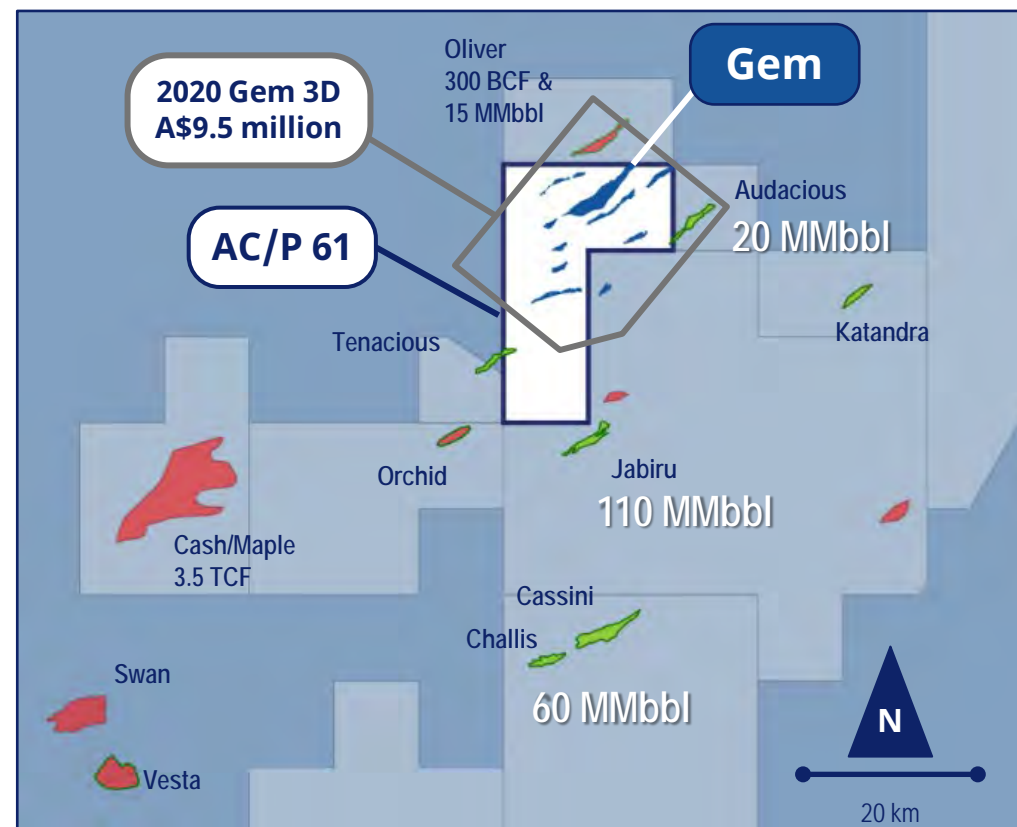 Oliver
300 BCF &
15 MMbbl
Gem
2020 Gem 3D
A$9.5 million
Audacious
20 MMbbl
AC/P 61
Katandra
Tenacious
Orchid
Jabiru
110 MMbbl
Cash/Maple
3.5 TCF
Cassini
Challis
Swan
60 MMbbl
N
Vesta
20 km